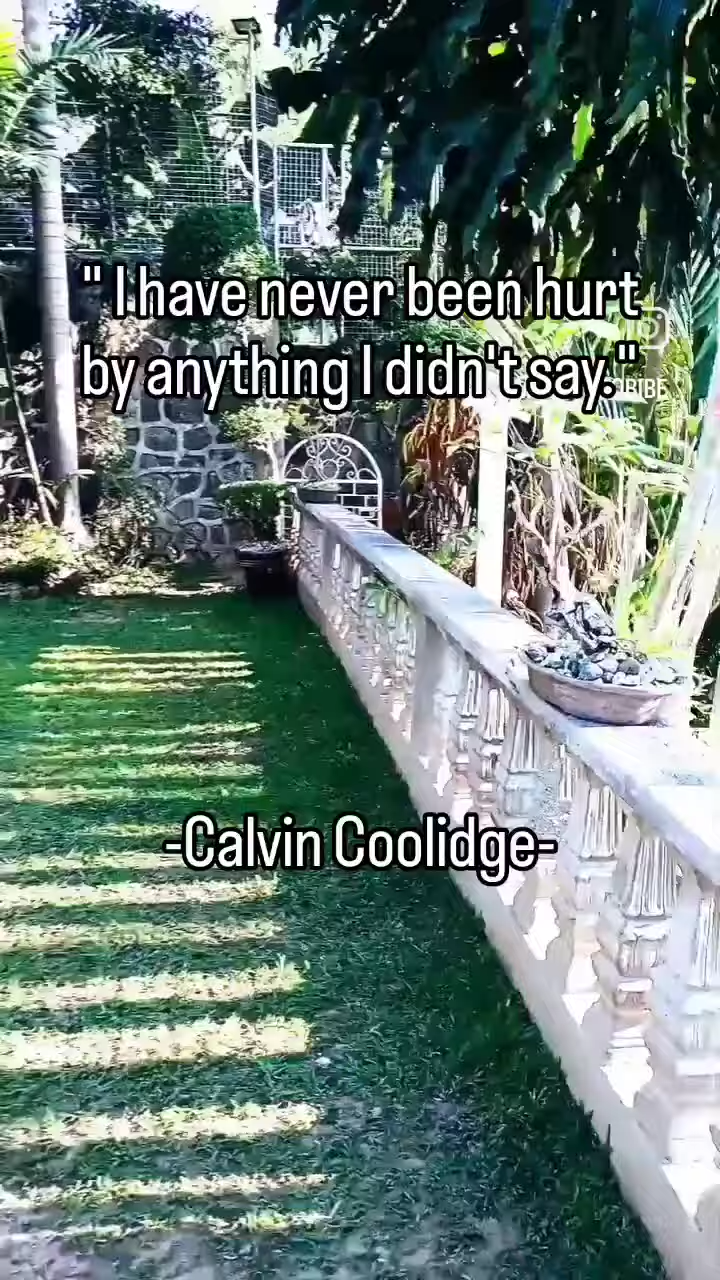 " I have never been hurt
by anything I didn't say."
-Calvin Coolidge-